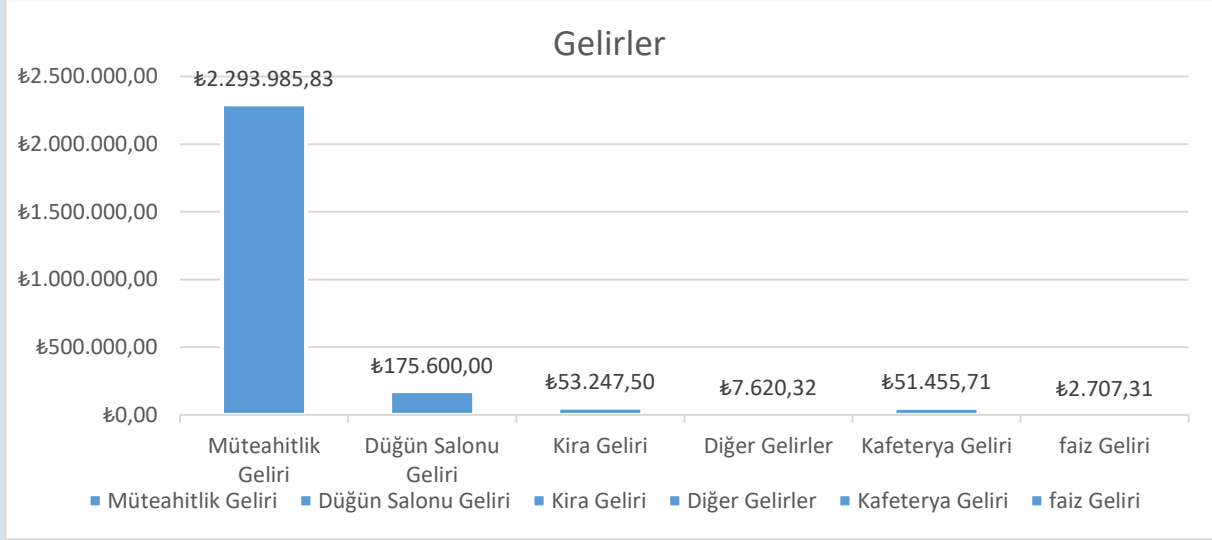 Gelirler
₺2.500.000,00
₺2.293.985,83
₺2.000.000,00
₺1.500.000,00
₺1.000.000,00
₺500.000,00
₺175.600,00
₺53.247,50
₺7.620,32
₺51.455,71
₺2.707,31
₺0,00
Müteahitlik
Geliri
Düğün Salonu
Geliri
Kira Geliri
Diğer Gelirler
Kafeterya Geliri
faiz Geliri
Müteahitlik Geliri Düğün Salonu Geliri Kira Geliri Diğer Gelirler Kafeterya Geliri faiz Geliri